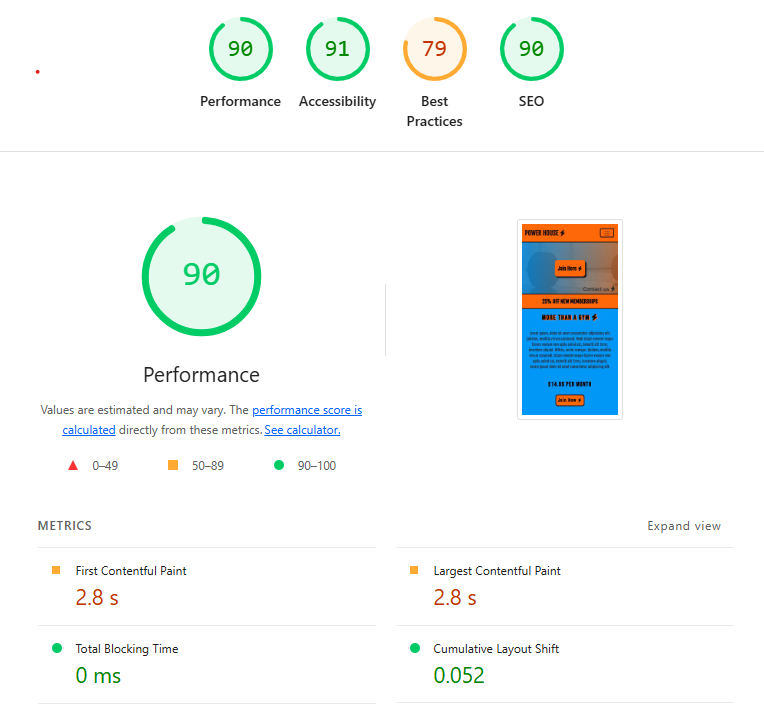 90
91
79
90
Performance
Accessibility
Best
Practices
SEO
90
Performance
Values are estimated and may vary. The performance score is
calculated directly from these metrics. See calculator.
0–49
50–89
90–100
POWER HOUSE
Join Here
Contact us
25% OFF NEW MEMBERSHIPS
MORE THAN A GYM
$14.99 PER MONTH
Join Now
METRICS
Expand view
First Contentful Paint
2.8 s
Largest Contentful Paint
2.8 s
Total Blocking Time
0 ms
Cumulative Layout Shift
0.052